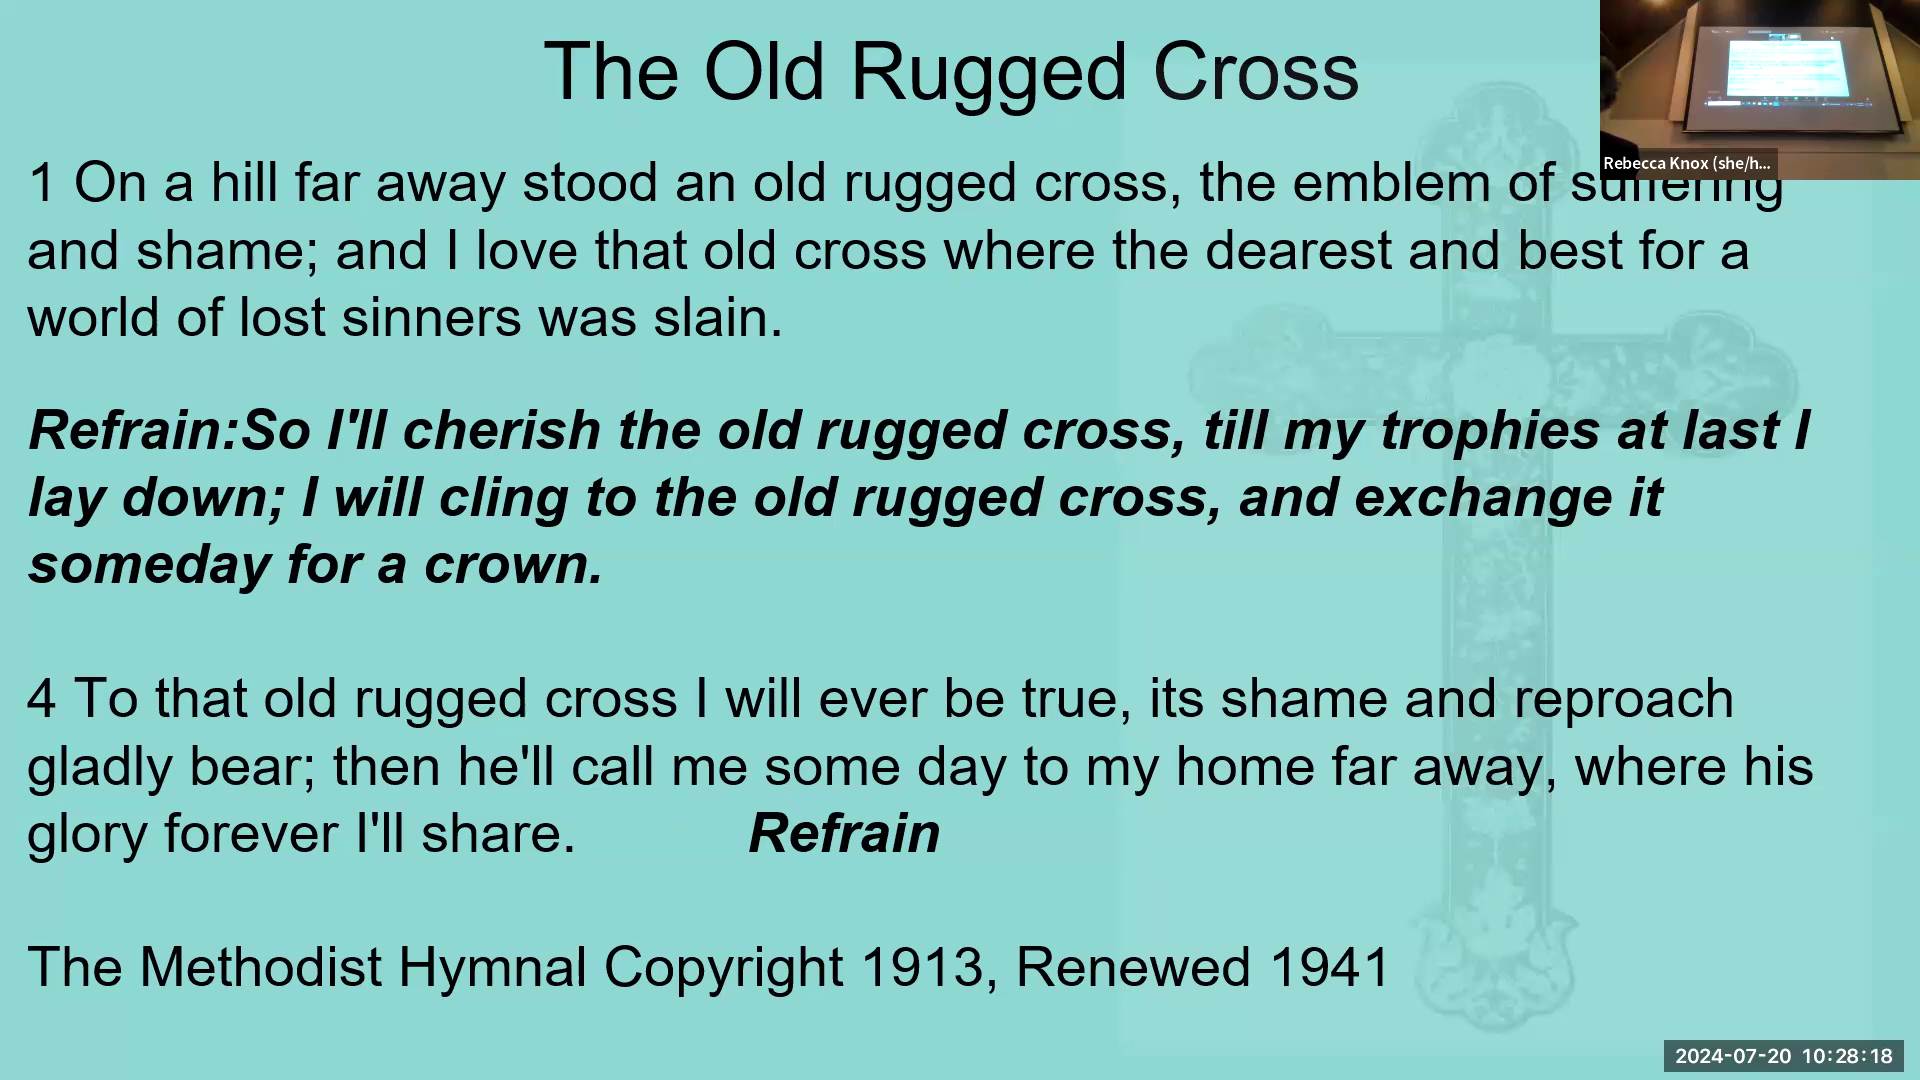 The Old Rugged Cross
Rebecca Knox (she/h...
1 On a hill far away stood an old rugged cross, the emblem of suffering
and shame; and I love that old cross where the dearest and best for a
world of lost sinners was slain.
Refrain:So I'll cherish the old rugged cross, till my trophies at last I
lay down; I will cling to the old rugged cross, and exchange it
someday for a crown.
4 To that old rugged cross I will ever be true, its shame and reproach
gladly bear; then he'll call me some day to my home far away, where his
glory forever I'll share. Refrain
The Methodist Hymnal Copyright 1913, Renewed 1941
2024-07-20 10:28:18